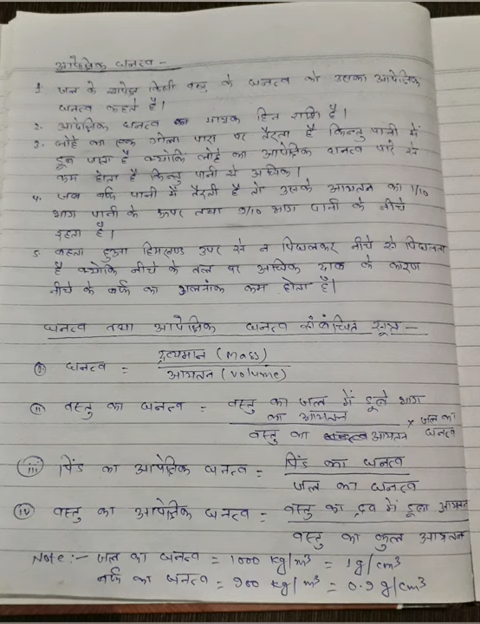 आपेक्षिक घनत्व -
1. जल के सापेक्ष किसी वस्तु के घनत्व को उसका आपेक्षिक
घनत्व कहते है।
2. आपेक्षिक घनत्व मात्रक हिन राशि है।
3. लोहे का एक गोला पारा पर तैरता है किन्तु पानी में
डूब जाता है क्योकि लोहे का आपेक्षिक घनत्व पारे से
कम होता है किन्तु पानी से अधिक।
4. जब बर्फ पानी में तैरती है तो उसके आयतन का 1/10
भाग पानी के ऊपर तथा 9/10 भाग पानी के नीचे
रहता है।
5. बहता हुआ हिमखण्ड उपर से न पिघलकर नीचे से पिघलता
है क्योकि नीचे के तल पर अधिक दाब के कारण
नीचे के बर्फ का गलनांक कम होता है।
घनत्व तथा आपेक्षिक घनत्व सूत्र -
(i) घनत्व = द्रव्यमान (Mass)
आयतन (Volume)
(ii) वस्तु का घनत्व = वस्तु का जल में डूबे भाग
का आयतन
वस्तु का आयतन × जल का घनत्व
(iii) पिंड का आपेक्षिक घनत्व = पिंड का घनत्व
जल का घनत्व
(iv) वस्तु का आपेक्षिक घनत्व = वस्तु का द्रव में डूबा आयतन
वस्तु का कुल आयतन
Note :- जल का घनत्व = 1000 kg/m³ = 1g/cm³
बर्फ का घनत्व = 900 kg/m³ = 0.9 g/cm³